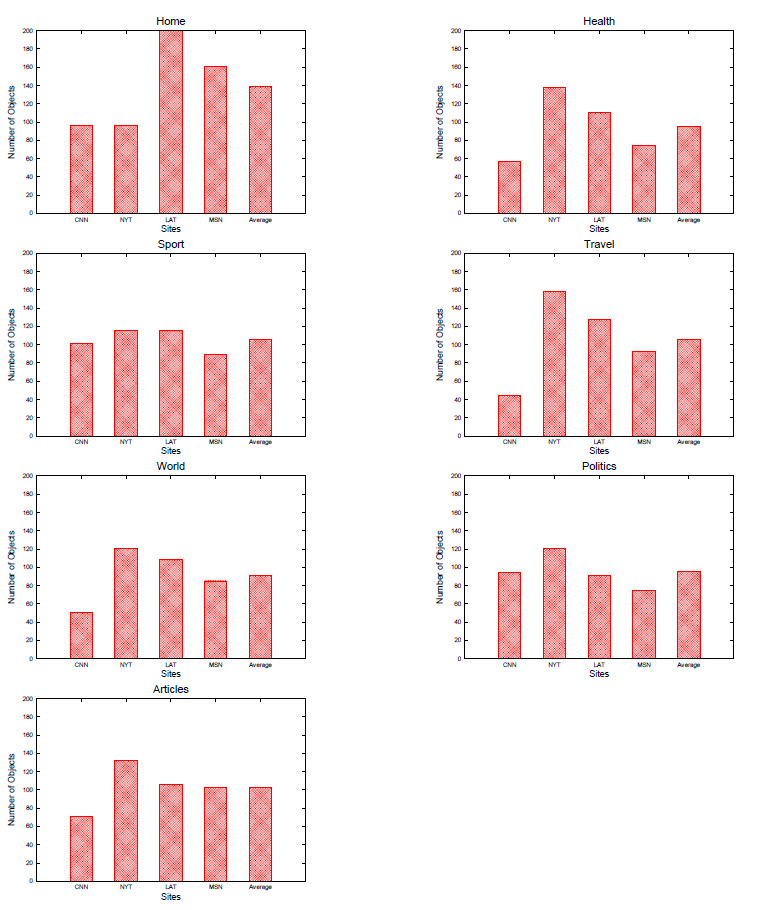 Home
Number of Objects
200
180
160
140
120
100
80
60
40
20
0
CNN NYT LAT MSN Average
Sites
Health
Number of Objects
200
180
160
140
120
100
80
60
40
20
0
CNN NYT LAT MSN Average
Sites
Sport
Number of Objects
200
180
160
140
120
100
80
60
40
20
0
CNN NYT LAT MSN Average
Sites
Travel
Number of Objects
200
180
160
140
120
100
80
60
40
20
0
CNN NYT LAT MSN Average
Sites
World
Number of Objects
200
180
160
140
120
100
80
60
40
20
0
CNN NYT LAT MSN Average
Sites
Politics
Number of Objects
200
180
160
140
120
100
80
60
40
20
0
CNN NYT LAT MSN Average
Sites
Articles
Number of Objects
200
180
160
140
120
100
80
60
40
20
0
CNN NYT LAT MSN Average
Sites